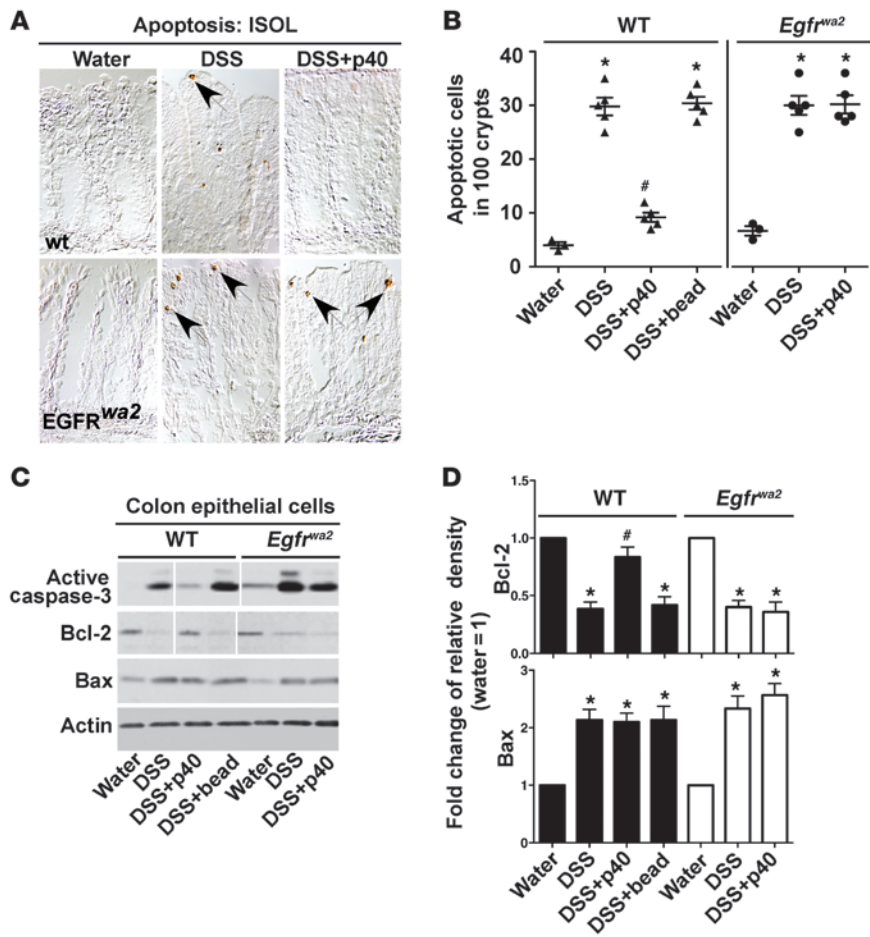 A
Apoptosis: ISOL
Water DSS DSS+p40
wt
EGFRwa2
B
WT Egfrwa2
Apoptotic cells
in 100 crypts
40
30
20
10
0
* # * * *
Water DSS DSS+p40 DSS+bead Water DSS DSS+p40
C
Colon epithelial cells
WT Egfrwa2
Active
caspase-3
Bcl-2
Bax
Actin
Water DSS DSS+p40 DSS+bead Water DSS DSS+p40
D
WT Egfrwa2
Fold change of relative density
(water = 1)
Bcl-2
1.5
1.0
0.5
0.0
* # * * *
Bax
3
2
1
0
* * * * *
Water DSS DSS+p40 DSS+bead Water DSS DSS+p40